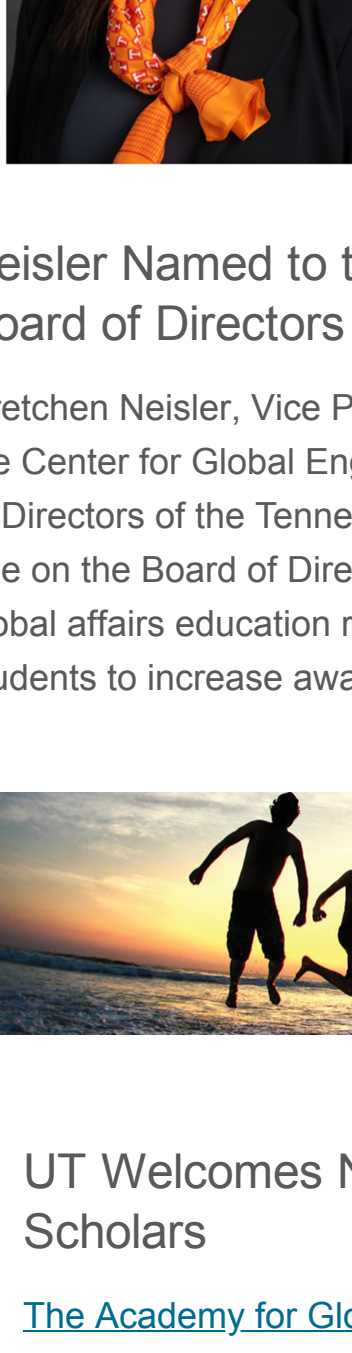 eisler Named to t
oard of Directors
retchen Neisler, Vice P
e Center for Global Eng
Directors of the Tenne
e on the Board of Dire
obal affairs education
udents to increase awa
UT Welcomes N
Scholars
The Academy for Glo